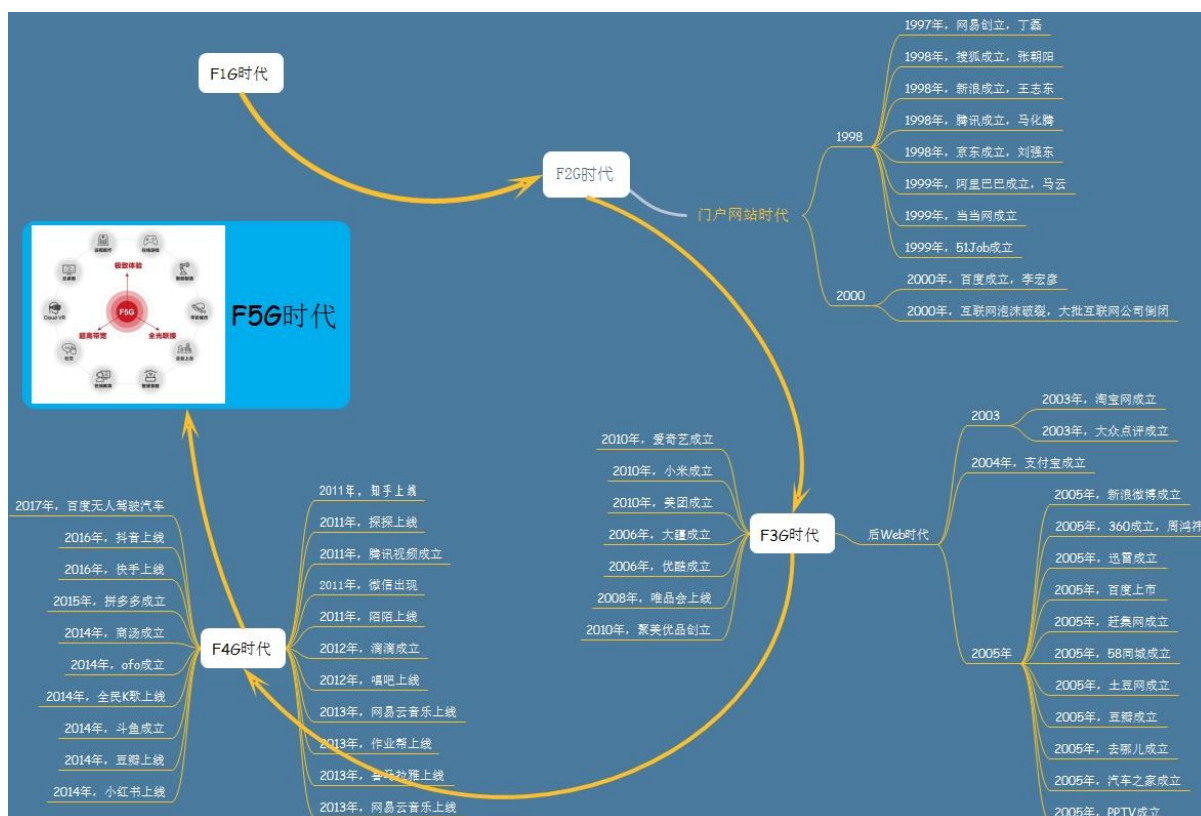 F1G时代
F2G时代
门户网站时代
1998
1997年，网易创立，丁磊
1998年，搜狐成立，张朝阳
1998年，新浪成立，王志东
1998年，腾讯成立，马化腾
1998年，京东成立，刘强东
1999年，阿里巴巴成立，马云
1999年，当当网成立
1999年，51Job成立
2000
2000年，百度成立，李宏彦
2000年，互联网泡沫破裂，大批互联网公司倒闭
F3G时代
后Web时代
2003
2003年，淘宝网成立
2003年，大众点评成立
2004年，支付宝成立
2005年
2005年，新浪微博成立
2005年，360成立，周鸿祎
2005年，迅雷成立
2005年，百度上市
2005年，赶集网成立
2005年，58同城成立
2005年，土豆网成立
2005年，豆瓣成立
2005年，去哪儿成立
2005年，汽车之家成立
2005年，PPTV成立
2010年，爱奇艺成立
2010年，小米成立
2010年，美团成立
2006年，大疆成立
2006年，优酷成立
2008年，唯品会上线
2010年，聚美优品创立
F4G时代
2011年，知乎上线
2011年，探探上线
2011年，腾讯视频成立
2011年，微信出现
2011年，陌陌上线
2012年，滴滴成立
2012年，唱吧上线
2013年，网易云音乐上线
2013年，作业帮上线
2013年，喜马拉雅上线
2013年，网易云音乐上线
2017年，百度无人驾驶汽车
2016年，抖音上线
2016年，快手上线
2015年，拼多多成立
2014年，商汤成立
2014年，ofo成立
2014年，全民K歌上线
2014年，斗鱼成立
2014年，豆瓣上线
2014年，小红书上线
F5G时代
极致体验
F5G
超高带宽
全光联接
Cloud VR